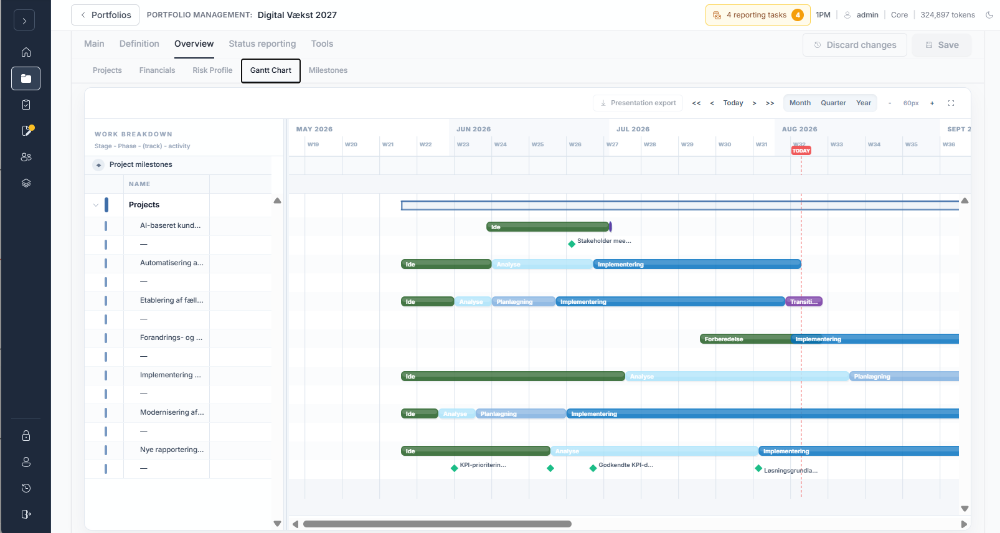 Portfolios
PORTFOLIO MANAGEMENT: Digital Vækst 2027
4 reporting tasks 4
1PM
admin
Core
324,897 tokens
Main
Definition
Overview
Status reporting
Tools
Discard changes
Save
Projects
Financials
Risk Profile
Gantt Chart
Milestones
Presentation export
<<
<
Today
>
>>
Month
Quarter
Year
-
60px
+
WORK BREAKDOWN
Stage - Phase - (track) - activity
MAY 2026
JUN 2026
JUL 2026
AUG 2026
SEPT 2
W19
W20
W21
W22
W23
W24
W25
W26
W27
W28
W29
W30
W31
W32
W33
W34
W35
W36
TODAY
Project milestones
NAME
Projects
AI-baseret kund...
Ide
—
Stakeholder mee...
Automatisering a...
Ide
Analyse
Implementering
—
Etablering af fæll...
Ide
Analyse
Planlægning
Implementering
Transiti...
—
Forandrings- og ...
Forberedelse
Implementering
—
Implementering ...
Ide
Analyse
Planlægning
—
Modernisering af...
Ide
Analyse
Planlægning
Implementering
—
Nye rapportering...
Ide
Analyse
Implementering
—
KPI-prioriterin...
Godkendte KPI-d...
Løsningsgrundla...